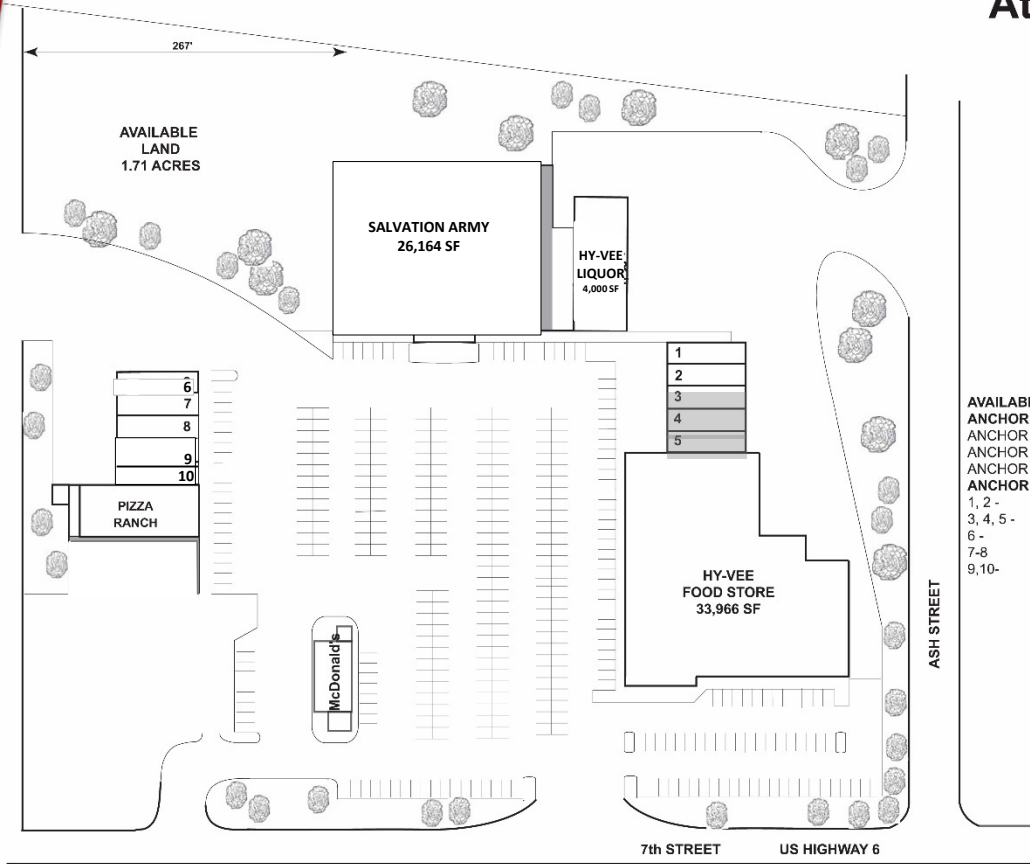 At
267'
AVAILABLE
LAND
1.71 ACRES
SALVATION ARMY
26,164 SF
HY-VEE
LIQUOR
4,000 SF
1
2
3
4
5
6
7
8
9
10
PIZZA
RANCH
HY-VEE
FOOD STORE
33,966 SF
McDonald's
ASH STREET
AVAILABL
ANCHOR
ANCHOR
ANCHOR
ANCHOR
ANCHOR
1, 2 -
3, 4, 5 -
6 -
7-8
9,10-
7th STREET US HIGHWAY 6